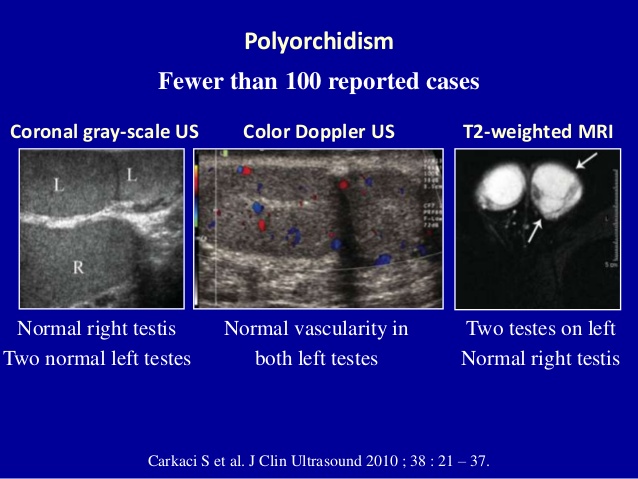 Polyorchidism
Fewer than 100 reported cases
Coronal gray-scale US
Color Doppler US
T2-weighted MRI
L
L
R
L
5 cm
Normal right testis
Two normal left testes
Normal vascularity in
both left testes
Two testes on left
Normal right testis
Carkaci S et al. J Clin Ultrasound 2010 ; 38 : 21 – 37.